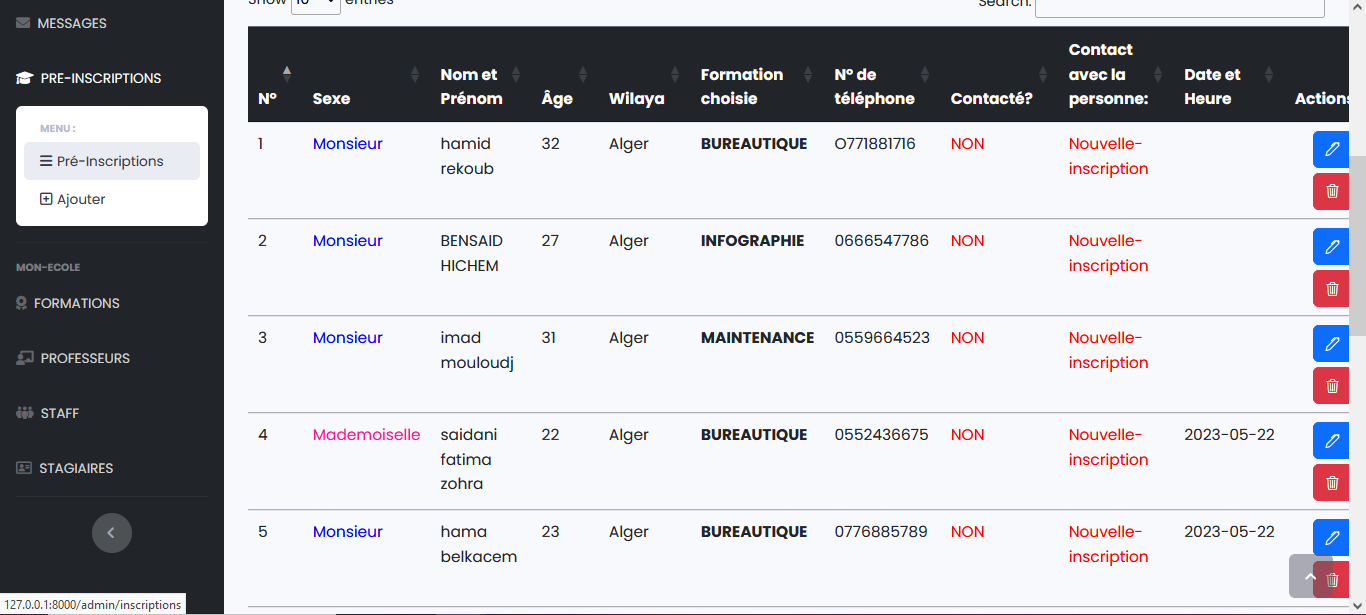 MESSAGES
PRE-INSCRIPTIONS
MENU :
Pré-Inscriptions
Ajouter
MON-ECOLE
FORMATIONS
PROFESSEURS
STAFF
STAGIAIRES
127.0.0.1:8000/admin/inscriptions
Show 10 entries
Search:
N° Sexe Nom et Prénom Âge Wilaya Formation choisie N° de téléphone Contacté? Contact avec la personne: Date et Heure Actions
1 Monsieur hamid rekoub 32 Alger BUREAUTIQUE O771881716 NON Nouvelle-inscription
2 Monsieur BENSAID HICHEM 27 Alger INFOGRAPHIE 0666547786 NON Nouvelle-inscription
3 Monsieur imad mouloudj 31 Alger MAINTENANCE 0559664523 NON Nouvelle-inscription
4 Mademoiselle saidani fatima zohra 22 Alger BUREAUTIQUE 0552436675 NON Nouvelle-inscription 2023-05-22
5 Monsieur hama belkacem 23 Alger BUREAUTIQUE 0776885789 NON Nouvelle-inscription 2023-05-22